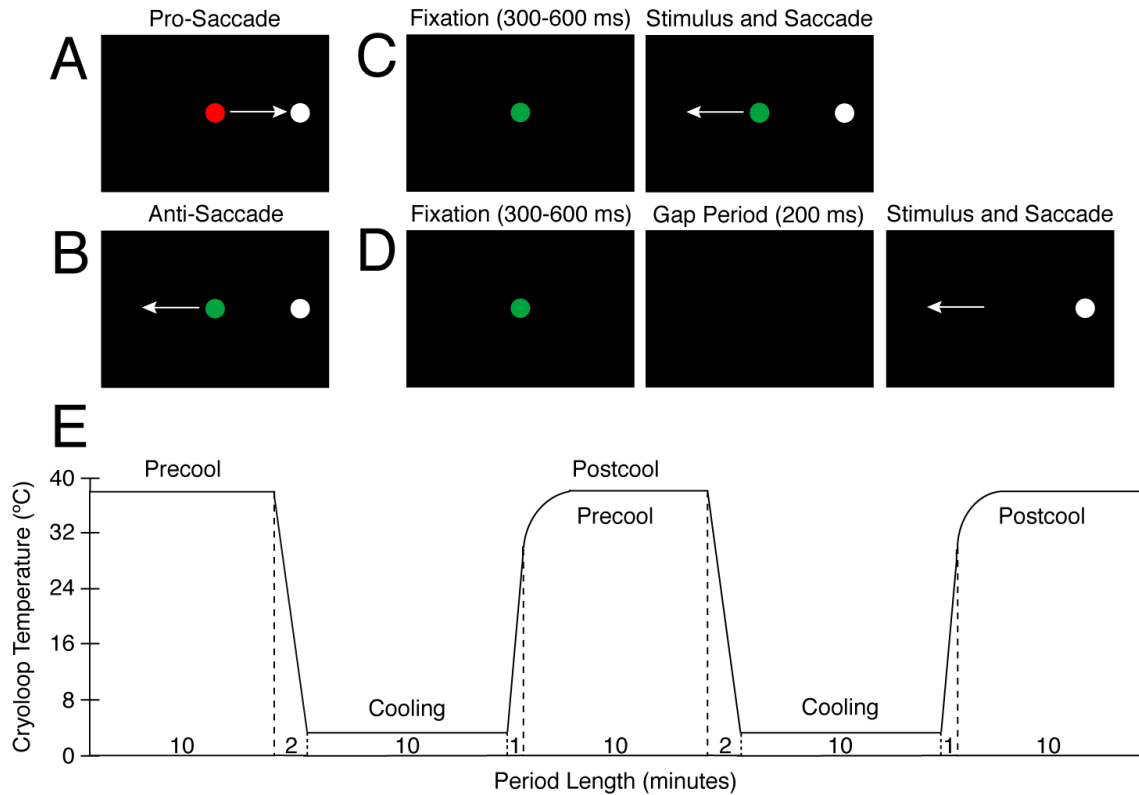 Pro-Saccade
A
Fixation (300-600 ms) Stimulus and Saccade
C
Anti-Saccade
B
Fixation (300-600 ms) Gap Period (200 ms) Stimulus and Saccade
D
E
Cryoloop Temperature (ºC)
40
32
24
16
8
0
Precool
Cooling
Postcool
Precool
Cooling
Postcool
10 2 10 1 10 2 10 1 10
Period Length (minutes)